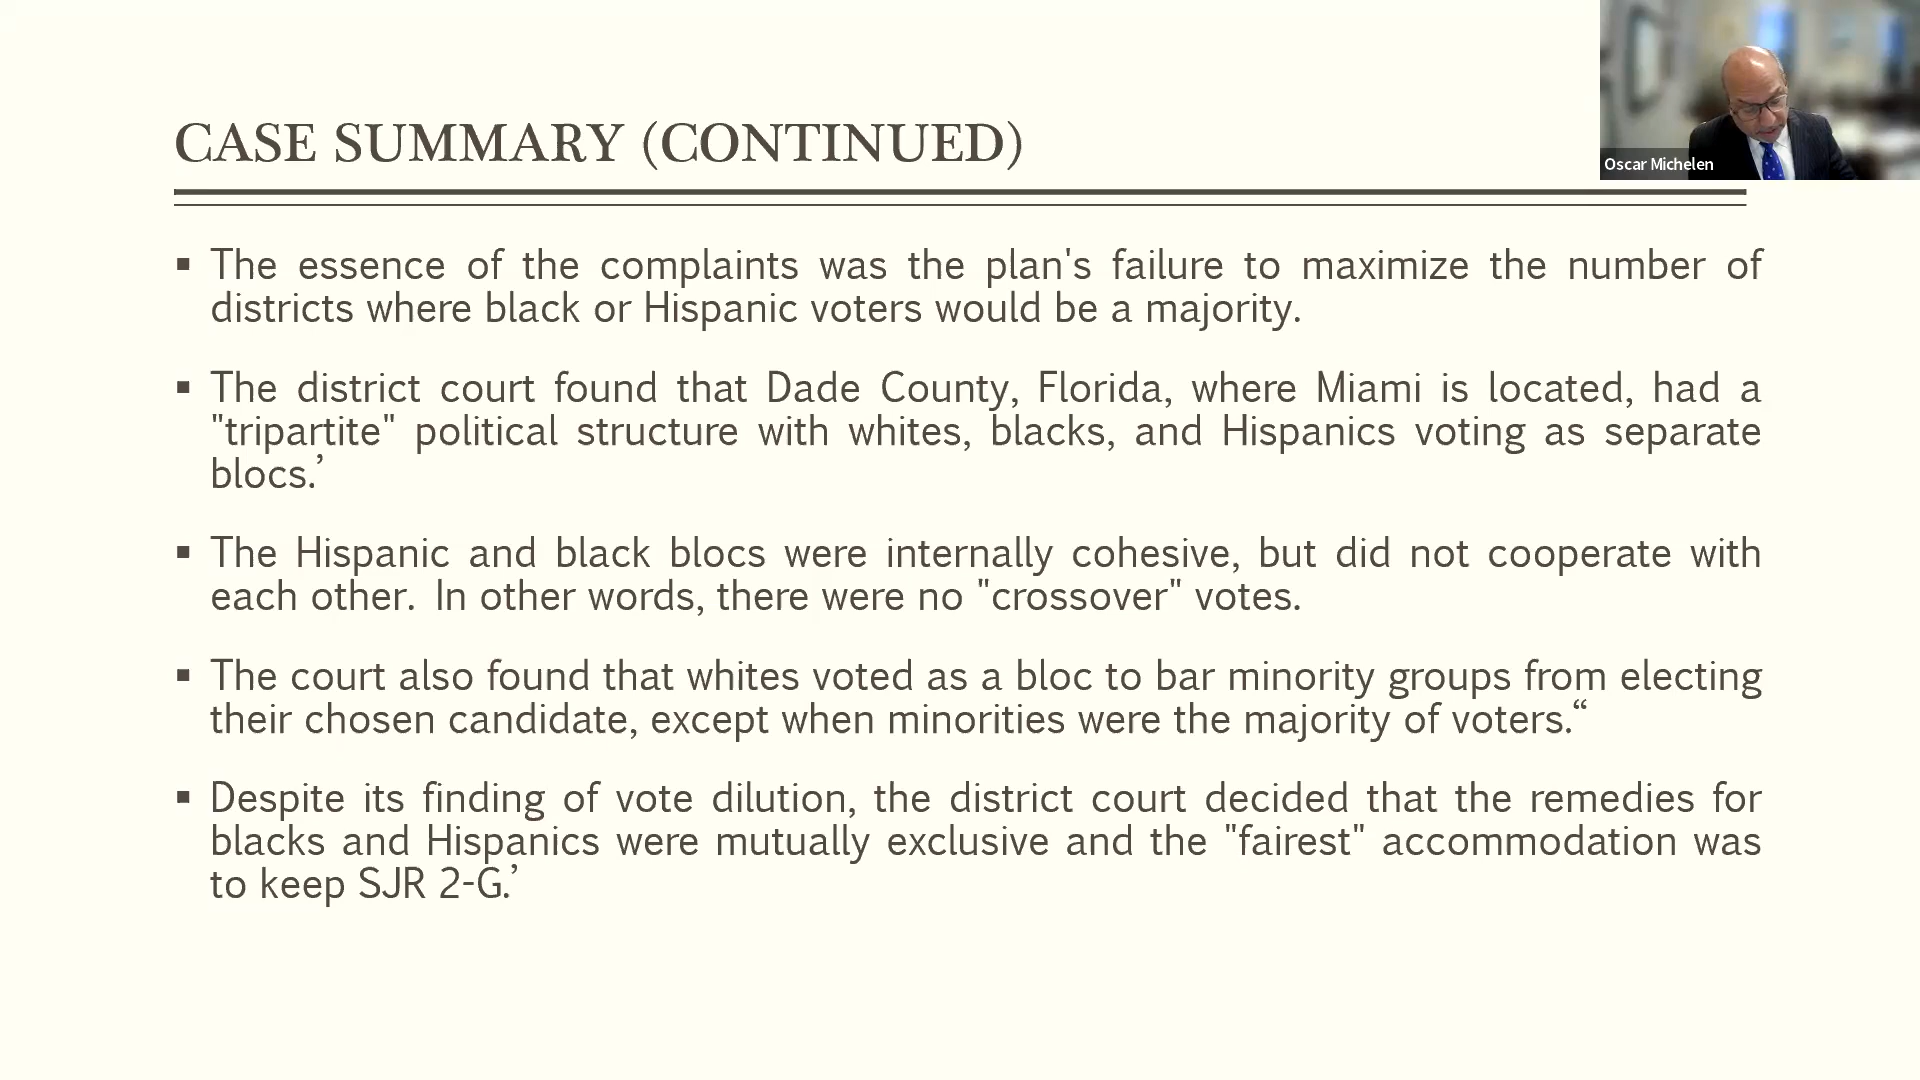 Oscar Michelen
CASE SUMMARY (CONTINUED)
▪ The essence of the complaints was the plan's failure to maximize the number of
districts where black or Hispanic voters would be a majority.
▪ The district court found that Dade County, Florida, where Miami is located, had a
"tripartite" political structure with whites, blacks, and Hispanics voting as separate
blocs.’
▪ The Hispanic and black blocs were internally cohesive, but did not cooperate with
each other. In other words, there were no "crossover" votes.
▪ The court also found that whites voted as a bloc to bar minority groups from electing
their chosen candidate, except when minorities were the majority of voters.“
▪ Despite its finding of vote dilution, the district court decided that the remedies for
blacks and Hispanics were mutually exclusive and the "fairest" accommodation was
to keep SJR 2-G.’